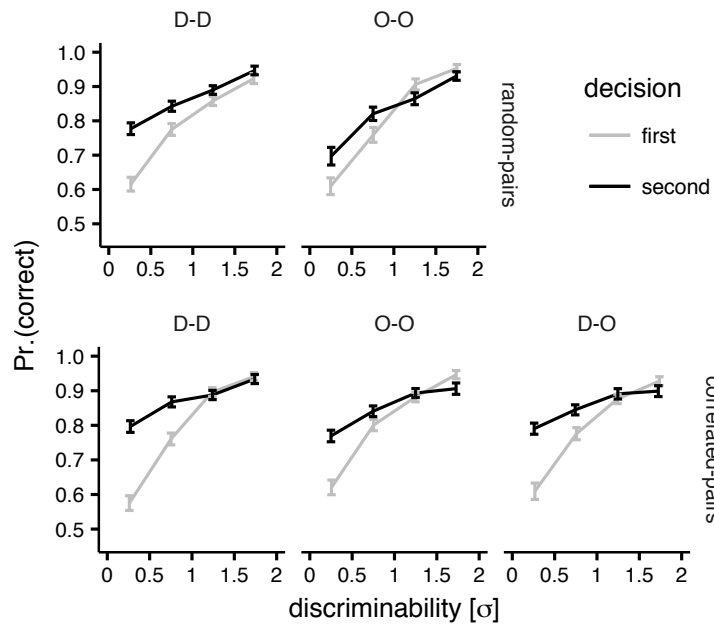 D-D O-O
1.0
0.9
0.8
0.7
0.6
0.5
0 0.5 1 1.5 2 0 0.5 1 1.5 2
random-pairs
decision
first
second
Pr.(correct)
D-D O-O D-O
1.0
0.9
0.8
0.7
0.6
0.5
0 0.5 1 1.5 2 0 0.5 1 1.5 2 0 0.5 1 1.5 2
correlated-pairs
discriminability [σ]